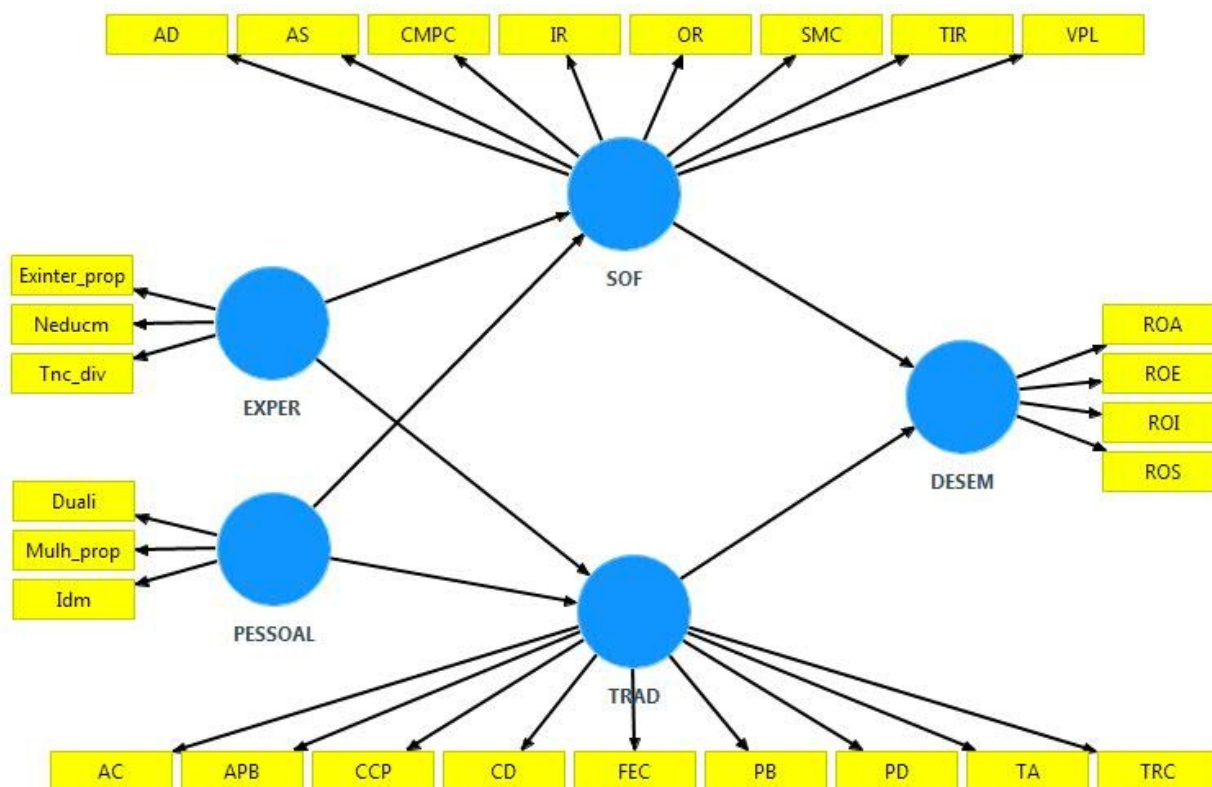 AD AS CMPC IR OR SMC TIR VPL
SOF
Exinter_prop
Neducm
Tnc_div
EXPER
ROA
ROE
ROI
ROS
DESEM
Duali
Mulh_prop
Idm
PESSOAL
TRAD
AC APB CCP CD FEC PB PD TA TRC